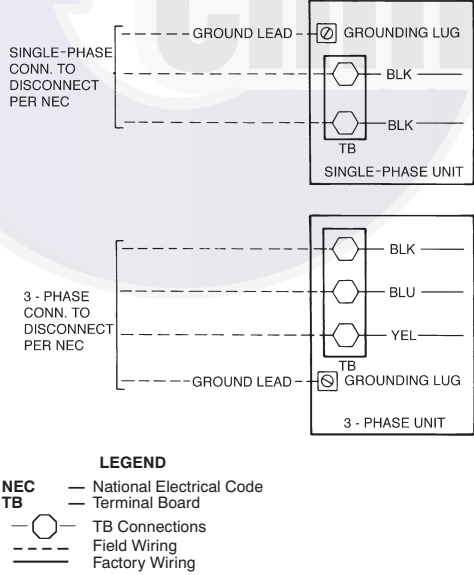 GROUND LEAD
GROUNDING LUG
SINGLE-PHASE
CONN. TO
DISCONNECT
PER NEC
BLK
BLK
TB
SINGLE-PHASE UNIT
BLK
3 - PHASE
CONN. TO
DISCONNECT
PER NEC
BLU
YEL
TB
GROUND LEAD
GROUNDING LUG
3 - PHASE UNIT
LEGEND
NEC — National Electrical Code
TB — Terminal Board
TB Connections
Field Wiring
Factory Wiring